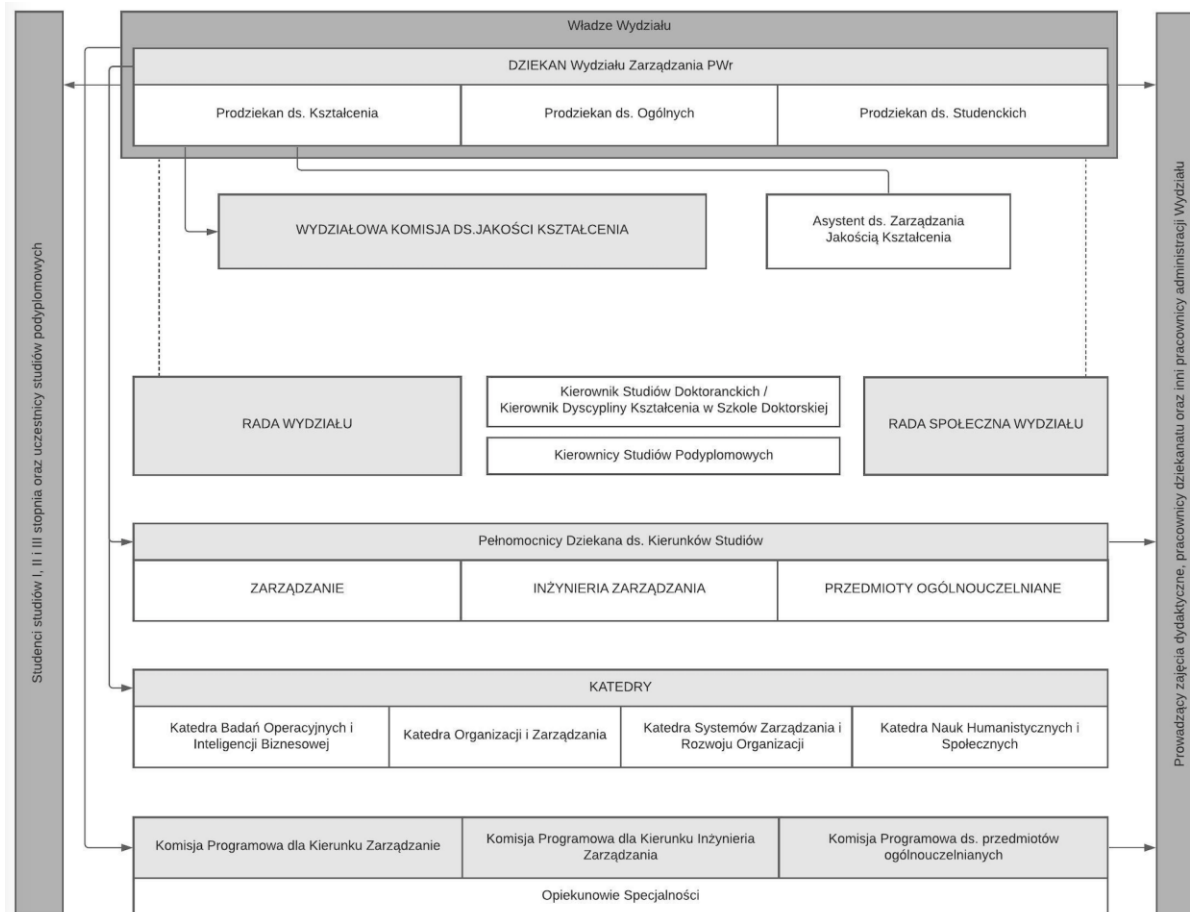 Władze Wydziału
DZIEKAN Wydziału Zarządzania PWr
Prodziekan ds. Kształcenia
Prodziekan ds. Ogólnych
Prodziekan ds. Studenckich
WYDZIAŁOWA KOMISJA DS.JAKOŚCI KSZTAŁCENIA
Asystent ds. Zarządzania
Jakością Kształcenia
Studenci studiów I, II i III stopnia oraz uczestnicy studiów podyplomowych
Prowadzący zajęcia dydaktyczne, pracownicy dziekanatu oraz inni pracownicy administracji Wydziału
RADA WYDZIAŁU
Kierownik Studiów Doktoranckich /
Kierownik Dyscypliny Kształcenia w Szkole Doktorskiej
Kierownicy Studiów Podyplomowych
RADA SPOŁECZNA WYDZIAŁU
Pełnomocnicy Dziekana ds. Kierunków Studiów
ZARZĄDZANIE
INŻYNIERIA ZARZĄDZANIA
PRZEDMIOTY OGÓLNOUCZELNIANE
KATEDRY
Katedra Badań Operacyjnych i
Inteligencji Biznesowej
Katedra Organizacji i Zarządzania
Katedra Systemów Zarządzania i
Rozwoju Organizacji
Katedra Nauk Humanistycznych i
Społecznych
Komisja Programowa dla Kierunku Zarządzanie
Komisja Programowa dla Kierunku Inżynieria
Zarządzania
Komisja Programowa ds. przedmiotów
ogólnouczelnianych
Opiekunowie Specjalności